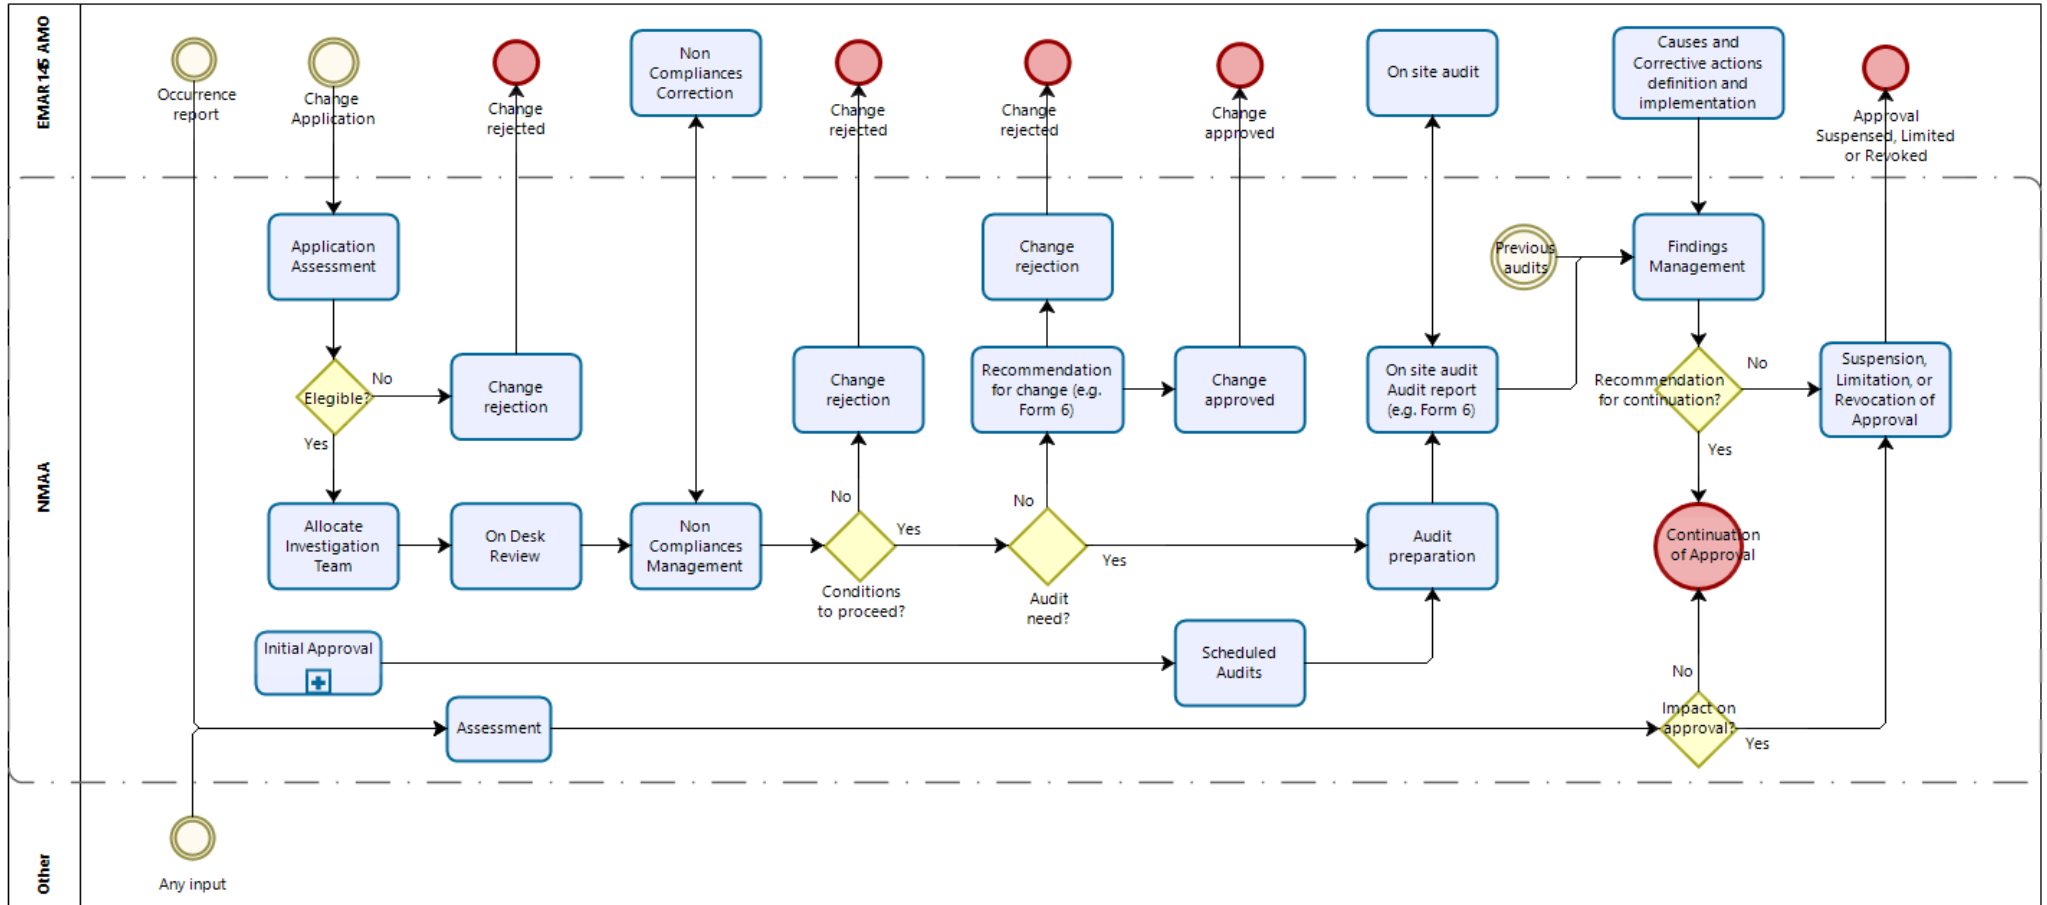 EMAR 145 AMO
Occurrence
report
Change
Application
Change
rejected
Non
Compliances
Correction
Change
rejected
Change
rejected
Change
approved
On site audit
Causes and
Corrective actions
definition and
implementation
Approval
Suspensed, Limited
or Revoked
NMAA
Application
Assessment
Elegible?
No
Yes
Change
rejection
Allocate
Investigation
Team
On Desk
Review
Non
Compliances
Management
Conditions
to proceed?
No
Yes
Change
rejection
Audit
need?
No
Yes
Recommendation
for change (e.g.
Form 6)
Change
rejection
Change
approved
Audit
preparation
On site audit
Audit report
(e.g. Form 6)
Previous
audits
Findings
Management
Recommendation
for continuation?
No
Yes
Suspension,
Limitation, or
Revocation of
Approval
Continuation
of Approval
Initial Approval
Scheduled
Audits
Assessment
Impact on
approval?
No
Yes
Other
Any input